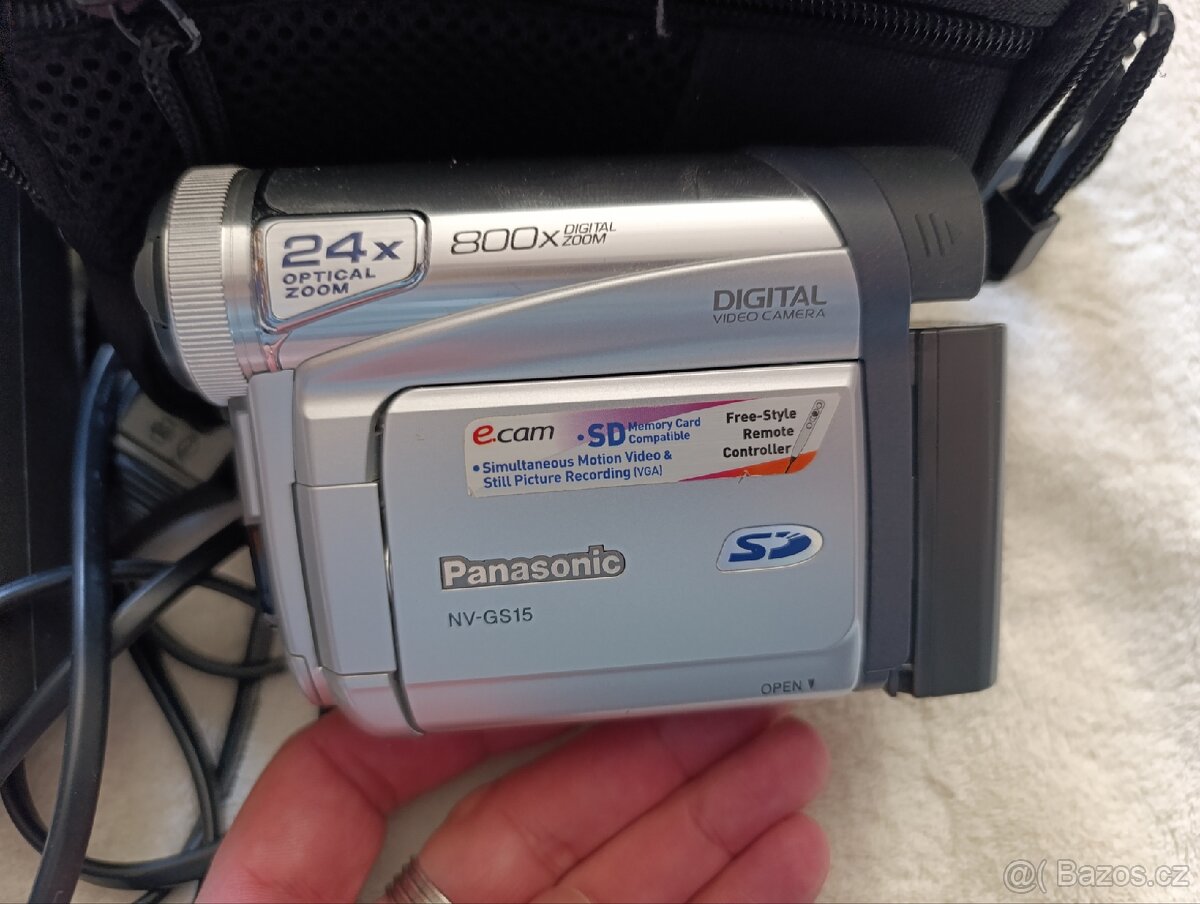 24x
OPTICAL
ZOOM
800x DIGITAL
ZOOM
DIGITAL
VIDEO CAMERA
e.cam
•SD Memory Card
Compatible
• Simultaneous Motion Video &
Still Picture Recording (VGA)
Free-Style
Remote
Controller
Panasonic
SD
NV-GS15
OPEN ▼
@( Bazos.cz